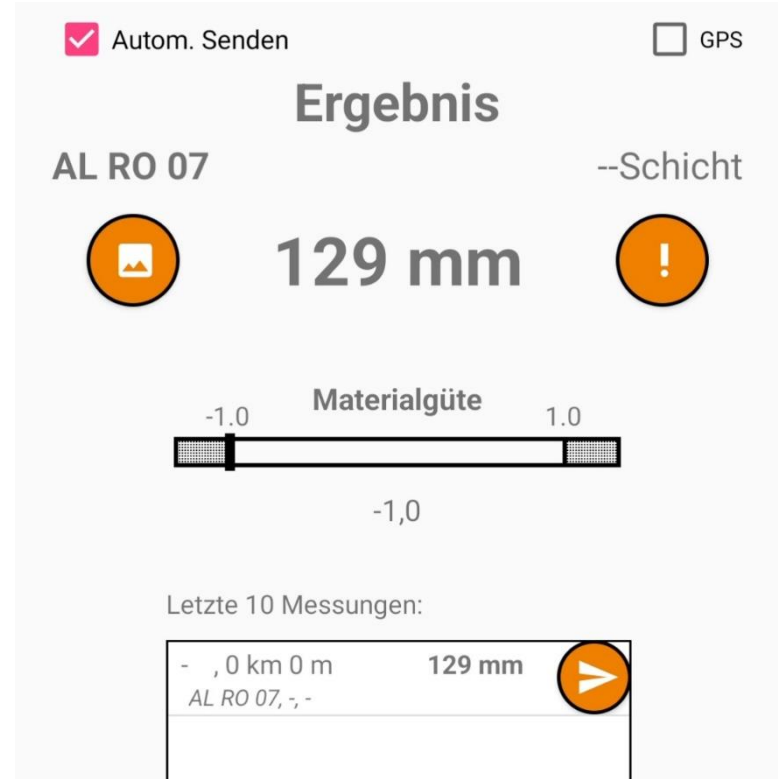 Autom. Senden GPS
Ergebnis
AL RO 07 --Schicht
129 mm !
Materialgüte
-1.0 1.0
-1,0
Letzte 10 Messungen:
- , 0 km 0 m 129 mm
AL RO 07, -, -